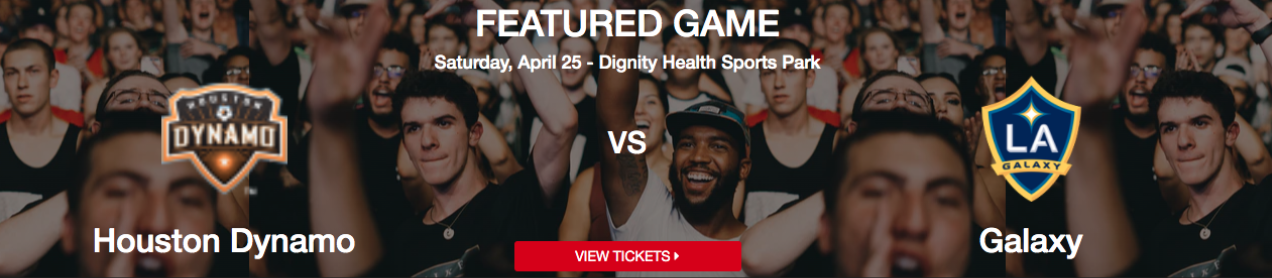 FEATURED GAME
Saturday, April 25 - Dignity Health Sports Park
HOUSTON
DYNAMO
VS
LA
GALAXY
Houston Dynamo
Galaxy
VIEW TICKETS